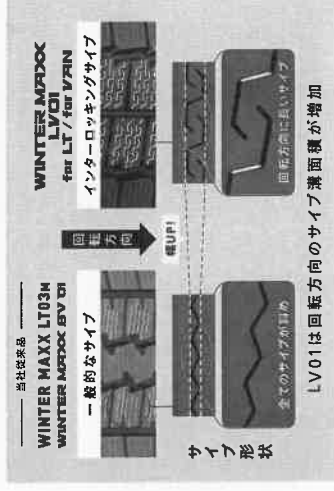 当社従来品
WINTER MAXX LT03M
WINTER MAXX SV01
一般的なサイプ
回転方向
WINTER MAXX
LV01
for LT / for VAN
インターロッキングサイプ
サイプ形状
幅UP!
全てのサイプが斜め
回転方向に長いサイプ
LV01は回転方向のサイプ溝面積が増加